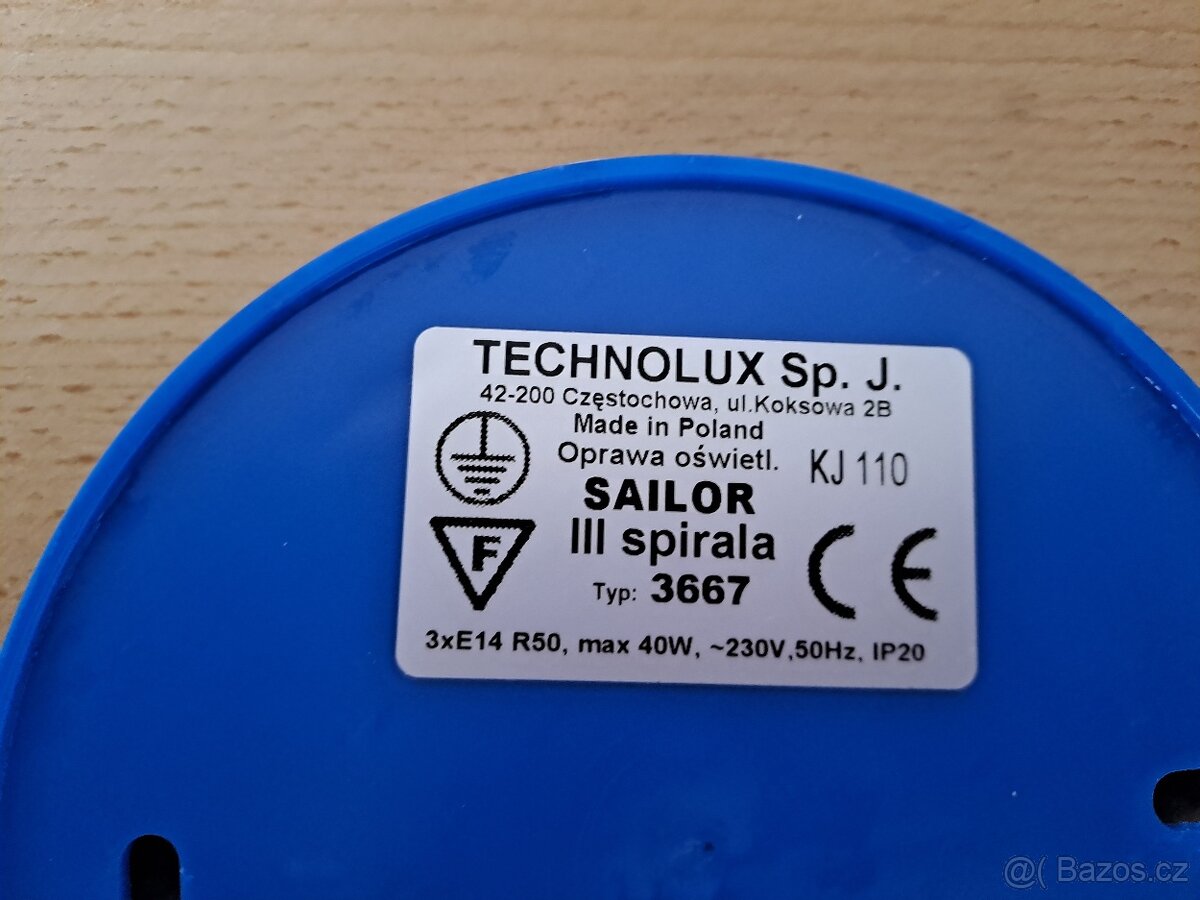 TECHNOLUX Sp. J.
42-200 Częstochowa, ul.Koksowa 2B
Made in Poland
Oprawa oświetl.
KJ 110
SAILOR
III spirala
F
Typ: 3667
CE
3xE14 R50, max 40W, ~230V,50Hz, IP20
@( Bazos.cz